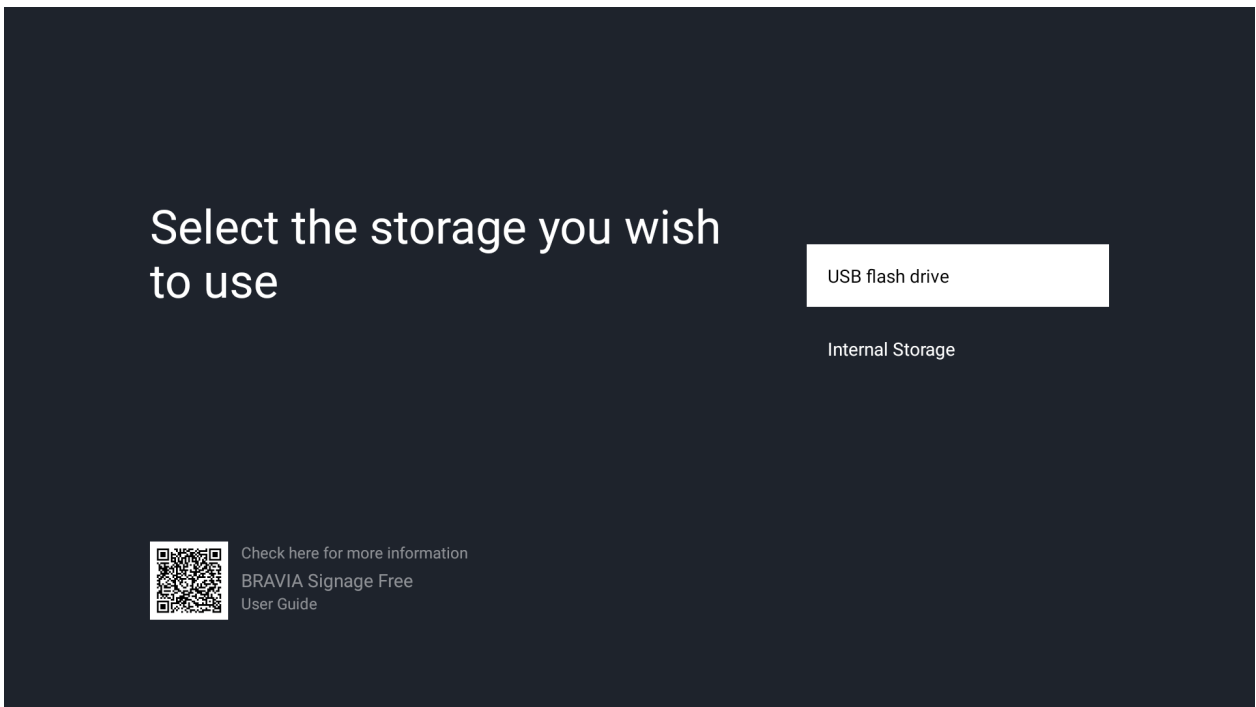 Select the storage you wish
to use
USB flash drive
Internal Storage
Check here for more information
BRAVIA Signage Free
User Guide